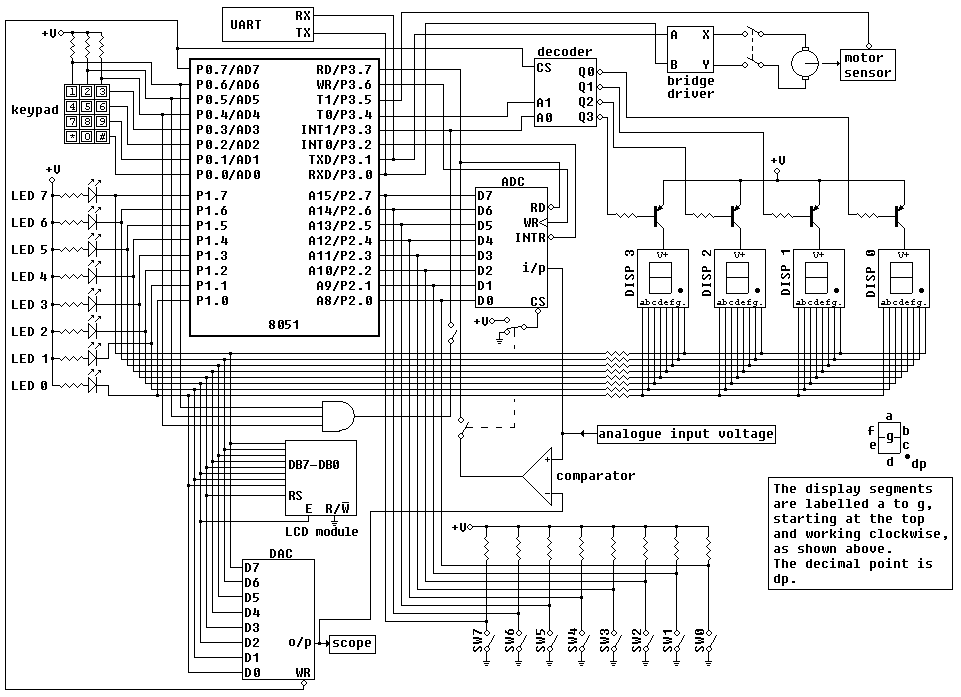 UART
RX
TX
+V
keypad
1 2 3
4 5 6
7 8 9
* 0 #
P0.7/AD7
P0.6/AD6
P0.5/AD5
P0.4/AD4
P0.3/AD3
P0.2/AD2
P0.1/AD1
P0.0/AD0
P1.7
P1.6
P1.5
P1.4
P1.3
P1.2
P1.1
P1.0
RD/P3.7
WR/P3.6
T1/P3.5
T0/P3.4
INT1/P3.3
INT0/P3.2
TXD/P3.1
RXD/P3.0
A15/P2.7
A14/P2.6
A13/P2.5
A12/P2.4
A11/P2.3
A10/P2.2
A9/P2.1
A8/P2.0
8051
+V
LED 7
LED 6
LED 5
LED 4
LED 3
LED 2
LED 1
LED 0
decoder
CS
A1
A0
Q0
Q1
Q2
Q3
A X
B Y
bridge
driver
motor
sensor
ADC
D7
D6
D5
D4
D3
D2
D1
D0
RD
WR
INTR
i/p
CS
+V
+V
DISP 3
V+
abcdefg.
DISP 2
V+
abcdefg.
DISP 1
V+
abcdefg.
DISP 0
V+
abcdefg.
analogue input voltage
+
-
comparator
a
f b
g
e c
d dp
The display segments
are labelled a to g,
starting at the top
and working clockwise,
as shown above.
The decimal point is
dp.
DB7-DB0
RS
E R/W̅
LCD module
DAC
D7
D6
D5
D4
D3
D2
D1
D0
o/p
WR
scope
+V
SW7
SW6
SW5
SW4
SW3
SW2
SW1
SW0